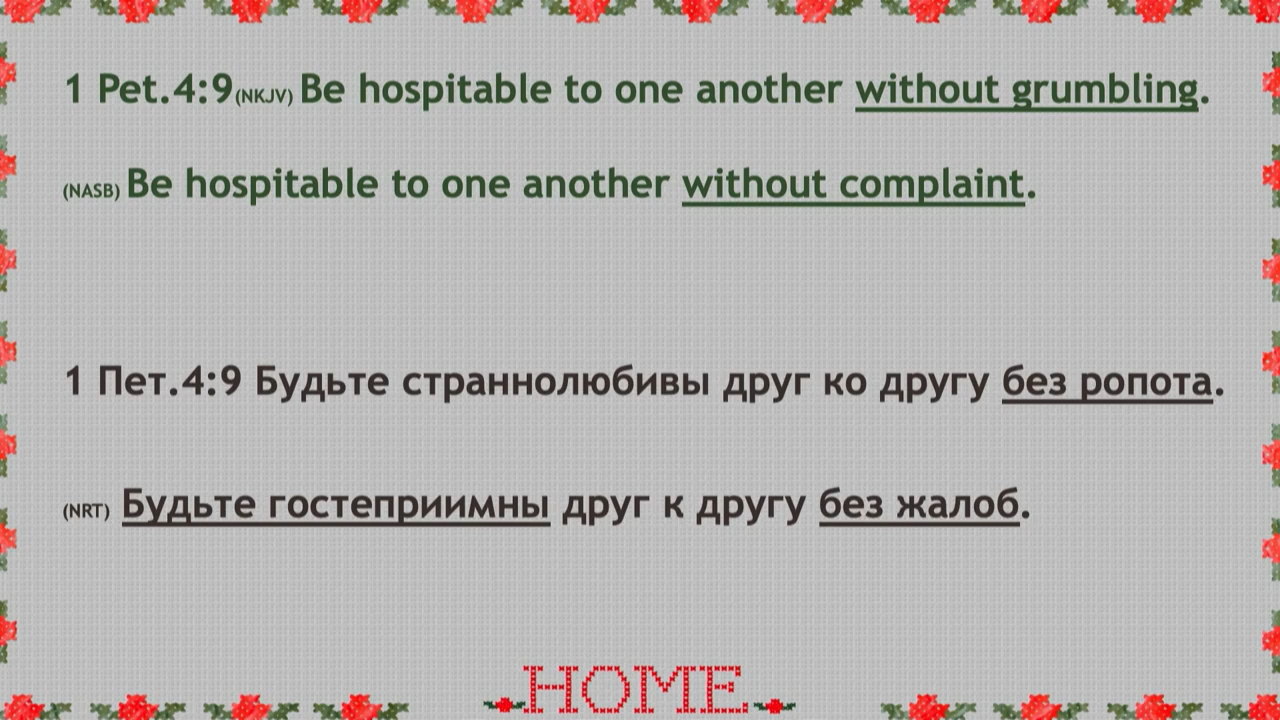 1 Pet.4:9(NKJV) Be hospitable to one another without grumbling.
(NASB) Be hospitable to one another without complaint.
1 Пет.4:9 Будьте страннолюбивы друг ко другу без ропота.
(NRT) Будьте гостеприимны друг к другу без жалоб.
HOME